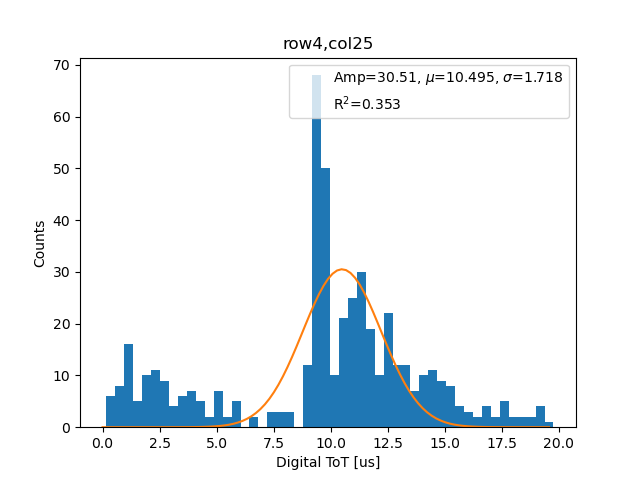 row4,col25
Amp=30.51, μ=10.495, σ=1.718
R²=0.353
Counts
70
60
50
40
30
20
10
0
0.0 2.5 5.0 7.5 10.0 12.5 15.0 17.5 20.0
Digital ToT [us]